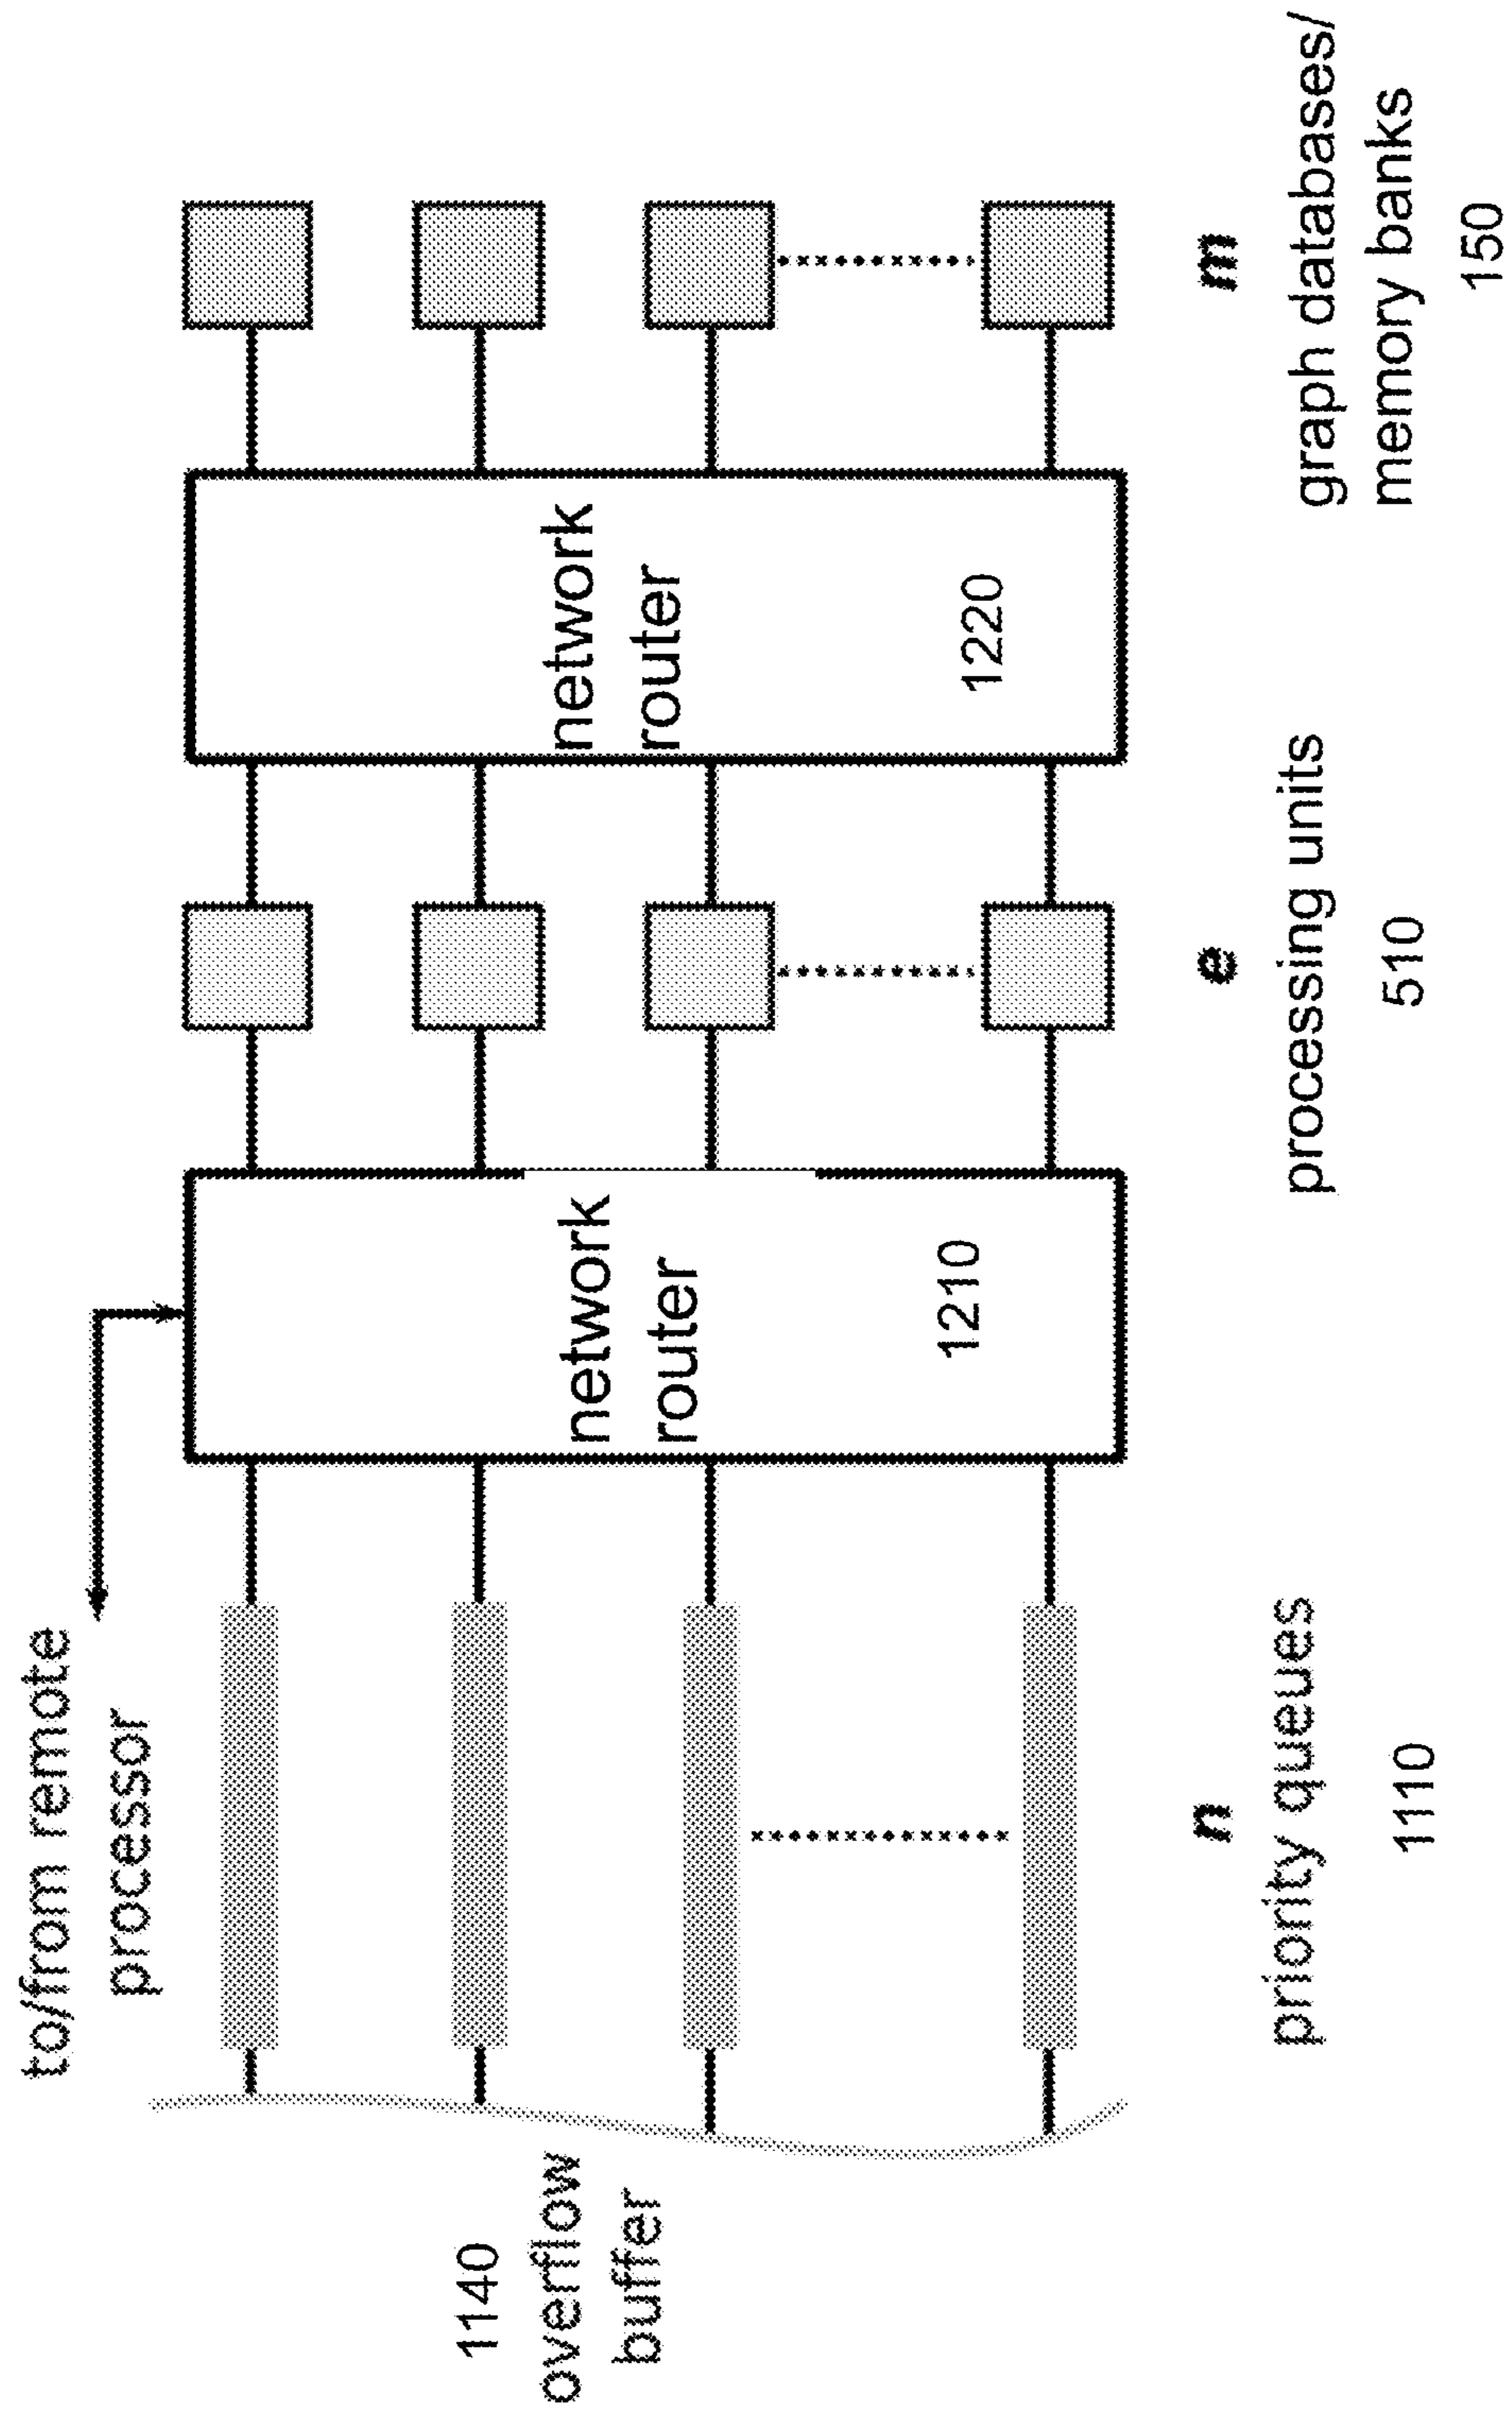 to/from remote
processor
1140
overflow
buffer
network
router
1210
network
router
1220
n
priority queues
1110
e
processing units
510
m
graph databases/
memory banks
150